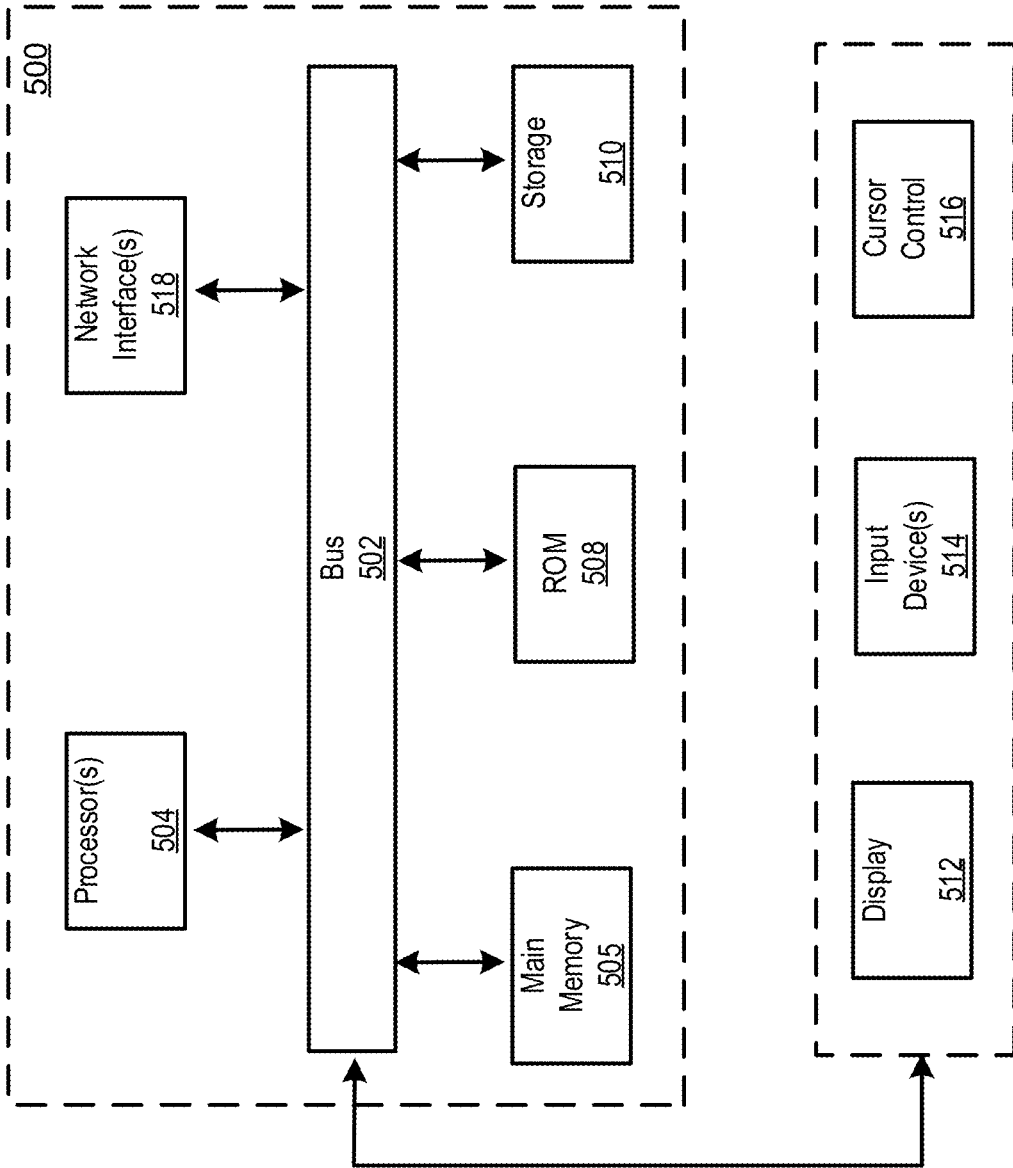 500
Processor(s)
504
Network
Interface(s)
518
Bus
502
Main
Memory
505
ROM
508
Storage
510
Display
512
Input
Device(s)
514
Cursor
Control
516